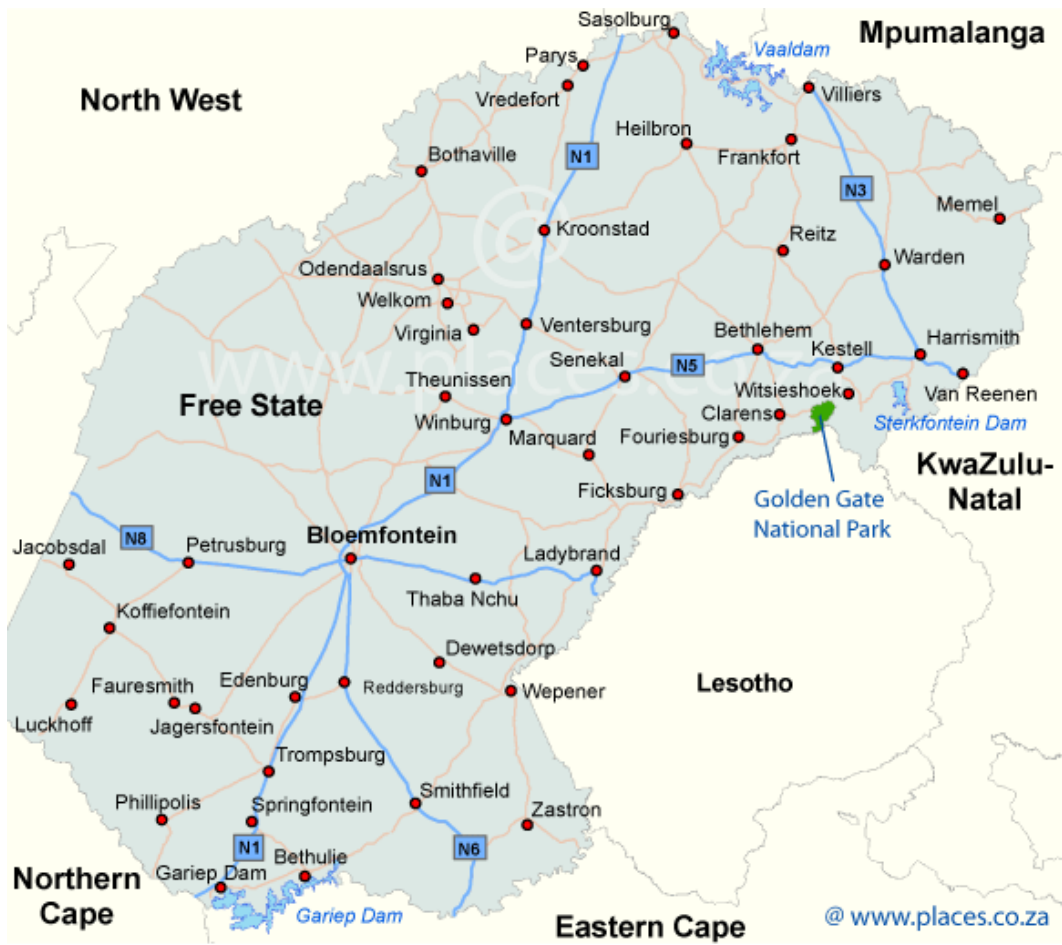 Sasolburg
Mpumalanga
Vaaldam
Parys
North West
Vredefort
Villiers
Heilbron
Frankfort
N1
Bothaville
N3
Memel
@
Kroonstad
Reitz
Warden
Odendaalsrus
Welkom
Virginia
Ventersburg
Bethlehem
Harrismith
www.places.co.za
Senekal
N5
Kestell
Theunissen
Witsieshoek
Van Reenen
Free State
Winburg
Clarens
Marquard
Fouriesburg
Sterkfontein Dam
N1
KwaZulu-
Natal
Ficksburg
Golden Gate
National Park
N8
Bloemfontein
Jacobsdal
Petrusburg
Ladybrand
Thaba Nchu
Koffiefontein
Dewetsdorp
Fauresmith
Edenburg
Reddersburg
Wepener
Lesotho
Luckhoff
Jagersfontein
Trompsburg
Phillipolis
Springfontein
Smithfield
Zastron
N1
N6
Bethulie
Gariep Dam
Northern
Cape
Gariep Dam
Eastern Cape
@ www.places.co.za